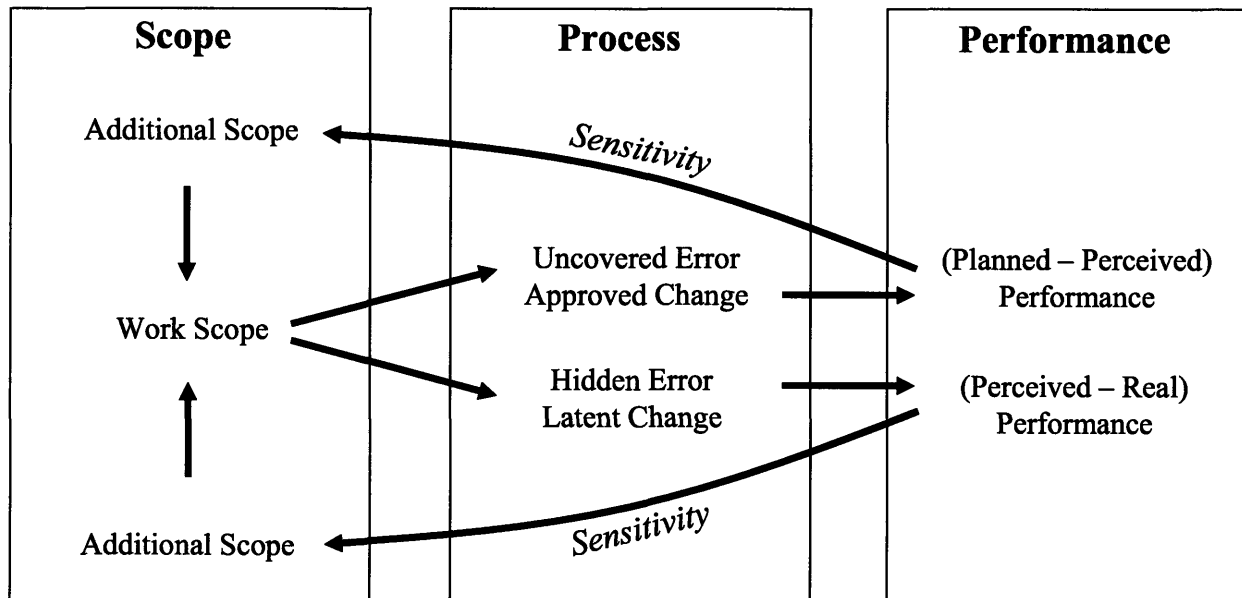 Scope
Process
Performance
Additional Scope
Sensitivity
Uncovered Error
Approved Change
(Planned – Perceived)
Performance
Work Scope
Hidden Error
Latent Change
(Perceived – Real)
Performance
Additional Scope
Sensitivity